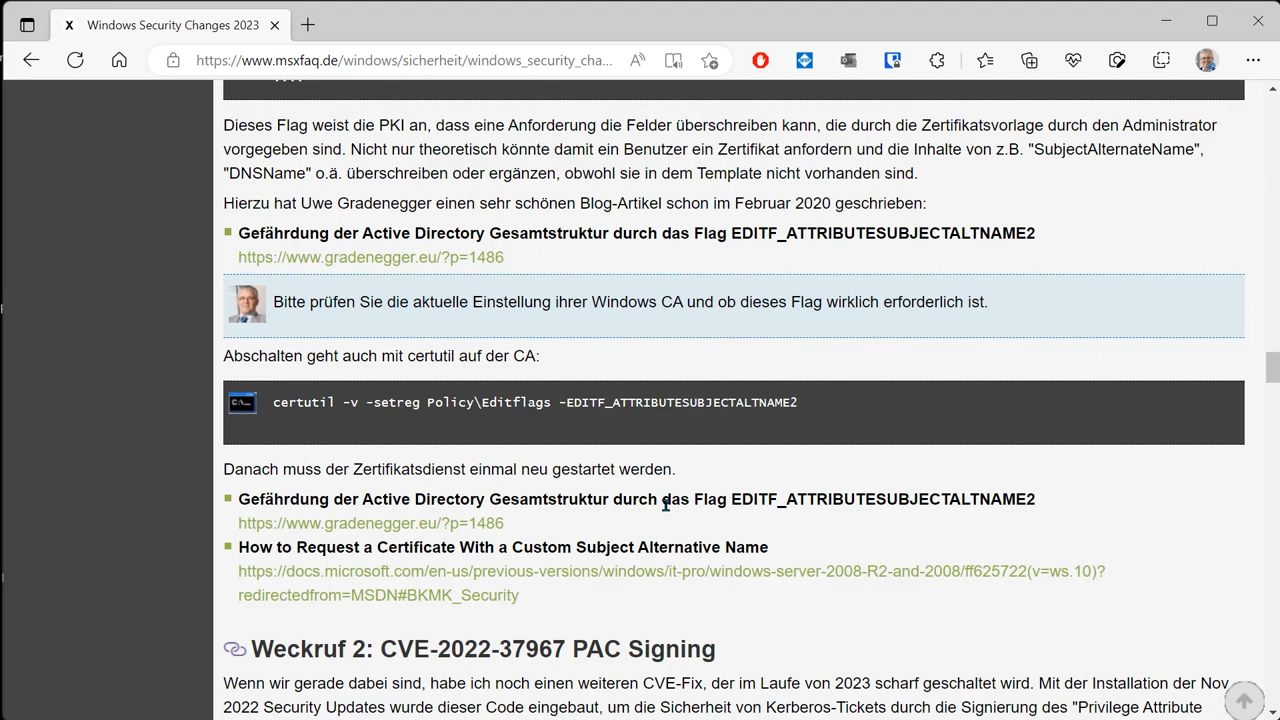 Windows Security Changes 2023
https://www.msxfaq.de/windows/sicherheit/windows_security_cha...
Dieses Flag weist die PKI an, dass eine Anforderung die Felder überschreiben kann, die durch die Zertifikatsvorlage durch den Administrator
vorgegeben sind. Nicht nur theoretisch könnte damit ein Benutzer ein Zertifikat anfordern und die Inhalte von z.B. "SubjectAlternateName",
"DNSName" o.ä. überschreiben oder ergänzen, obwohl sie in dem Template nicht vorhanden sind.
Hierzu hat Uwe Gradenegger einen sehr schönen Blog-Artikel schon im Februar 2020 geschrieben:
Gefährdung der Active Directory Gesamtstruktur durch das Flag EDITF_ATTRIBUTESUBJECTALTNAME2
https://www.gradenegger.eu/?p=1486
Bitte prüfen Sie die aktuelle Einstellung ihrer Windows CA und ob dieses Flag wirklich erforderlich ist.
Abschalten geht auch mit certutil auf der CA:
certutil -v -setreg Policy\Editflags -EDITF_ATTRIBUTESUBJECTALTNAME2
Danach muss der Zertifikatsdienst einmal neu gestartet werden.
Gefährdung der Active Directory Gesamtstruktur durch das Flag EDITF_ATTRIBUTESUBJECTALTNAME2
https://www.gradenegger.eu/?p=1486
How to Request a Certificate With a Custom Subject Alternative Name
https://docs.microsoft.com/en-us/previous-versions/windows/it-pro/windows-server-2008-R2-and-2008/ff625722(v=ws.10)?
redirectedfrom=MSDN#BKMK_Security
Weckruf 2: CVE-2022-37967 PAC Signing
Wenn wir gerade dabei sind, habe ich noch einen weiteren CVE-Fix, der im Laufe von 2023 scharf geschaltet wird. Mit der Installation der Nov
2022 Security Updates wurde dieser Code eingebaut, um die Sicherheit von Kerberos-Tickets durch die Signierung des "Privilege Attribute